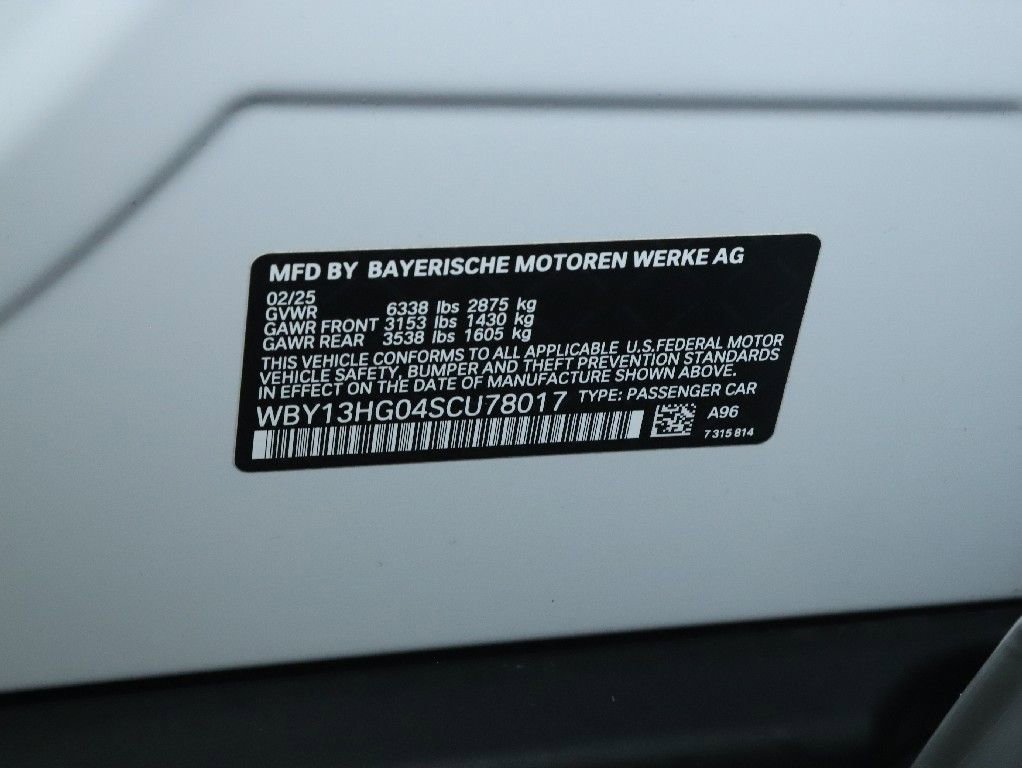 MFD BY BAYERISCHE MOTOREN WERKE AG
02/25
GVWR 6338 lbs 2875 kg
GAWR FRONT 3153 lbs 1430 kg
GAWR REAR 3538 lbs 1605 kg
THIS VEHICLE CONFORMS TO ALL APPLICABLE U.S.FEDERAL MOTOR
VEHICLE SAFETY, BUMPER AND THEFT PREVENTION STANDARDS
IN EFFECT ON THE DATE OF MANUFACTURE SHOWN ABOVE.
WBY13HG04SCU78017 TYPE: PASSENGER CAR
A96
7 315 814